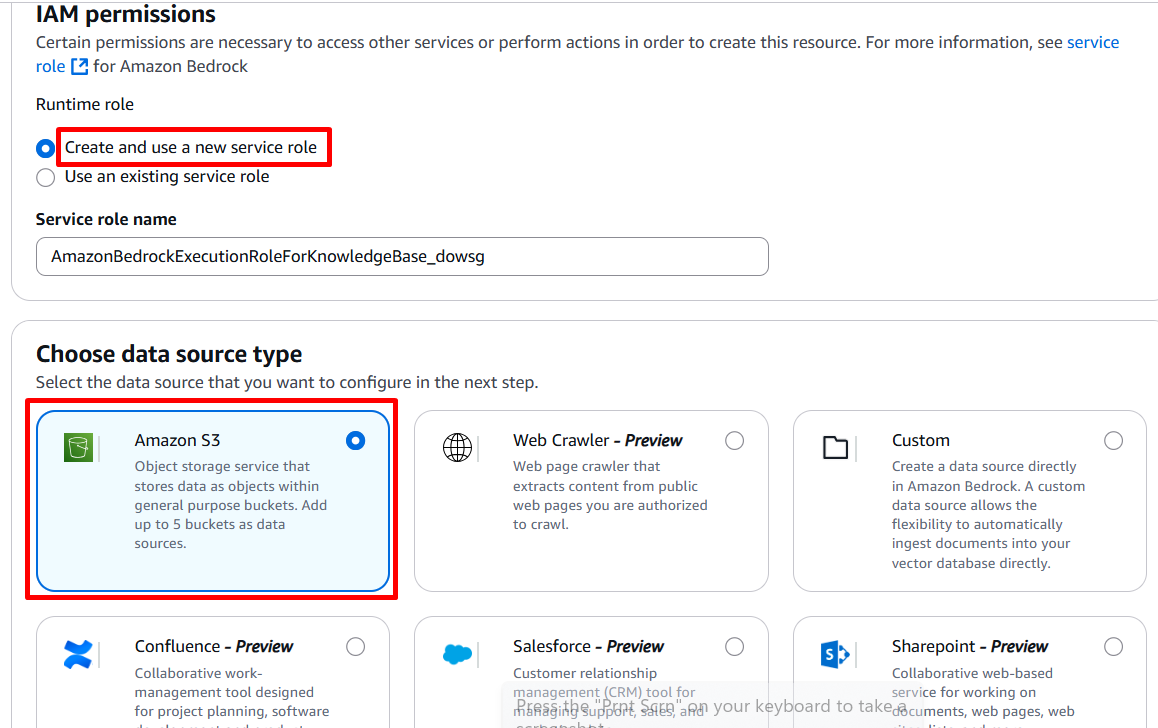 IAM permissions
Certain permissions are necessary to access other services or perform actions in order to create this resource. For more information, see service
role for Amazon Bedrock
Runtime role
Create and use a new service role
Use an existing service role
Service role name
AmazonBedrockExecutionRoleForKnowledgeBase_dowsg
Choose data source type
Select the data source that you want to configure in the next step.
Amazon S3
Object storage service that
stores data as objects within
general purpose buckets. Add
up to 5 buckets as data
sources.
Web Crawler - Preview
Web page crawler that
extracts content from public
web pages you are authorized
to crawl.
Custom
Create a data source directly
in Amazon Bedrock. A custom
data source allows the
flexibility to automatically
ingest documents into your
vector database directly.
Confluence - Preview
Collaborative work-
management tool designed
for project planning, software
Salesforce - Preview
Customer relationship
management (CRM) tool for
managing support, sales, and
Sharepoint - Preview
Collaborative web-based
service for working on
documents, web pages, web
Press the "Prnt Scrn" on your keyboard to take a
screenshot